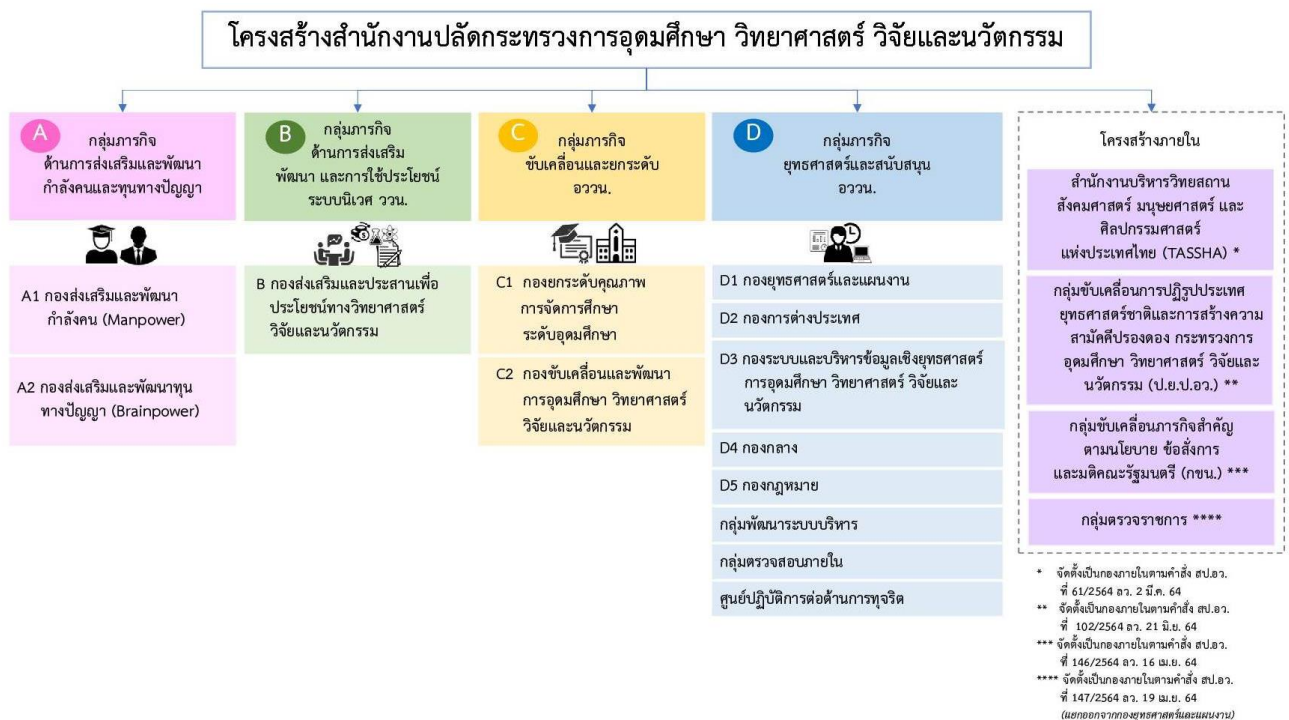 โครงสร้างสำนักงานปลัดกระทรวงการอุดมศึกษา วิทยาศาสตร์ วิจัยและนวัตกรรม
A
กลุ่มภารกิจ
ด้านการส่งเสริมและพัฒนา
กำลังคนและทุนทางปัญญา
A1 กองส่งเสริมและพัฒนา
กำลังคน (Manpower)
A2 กองส่งเสริมและพัฒนาทุน
ทางปัญญา (Brainpower)
B
กลุ่มภารกิจ
ด้านการส่งเสริม
พัฒนา และการใช้ประโยชน์
ระบบนิเวศ ววน.
B กองส่งเสริมและประสานเพื่อ
ประโยชน์ทางวิทยาศาสตร์
วิจัยและนวัตกรรม
C
กลุ่มภารกิจ
ขับเคลื่อนและยกระดับ
อววน.
C1 กองยกระดับคุณภาพ
การจัดการศึกษา
ระดับอุดมศึกษา
C2 กองขับเคลื่อนและพัฒนา
การอุดมศึกษา วิทยาศาสตร์
วิจัยและนวัตกรรม
D
กลุ่มภารกิจ
ยุทธศาสตร์และสนับสนุน
อววน.
D1 กองยุทธศาสตร์และแผนงาน
D2 กองการต่างประเทศ
D3 กองระบบและบริหารข้อมูลเชิงยุทธศาสตร์
การอุดมศึกษา วิทยาศาสตร์ วิจัยและ
นวัตกรรม
D4 กองกลาง
D5 กองกฎหมาย
กลุ่มพัฒนาระบบบริหาร
กลุ่มตรวจสอบภายใน
ศูนย์ปฏิบัติการต่อต้านการทุจริต
โครงสร้างภายใน
สำนักงานบริหารวิทยสถาน
สังคมศาสตร์ มนุษยศาสตร์ และ
ศิลปกรรมศาสตร์
แห่งประเทศไทย (TASSHA) *
กลุ่มขับเคลื่อนการปฏิรูปประเทศ
ยุทธศาสตร์ชาติและการสร้างความ
สามัคคีปรองดอง กระทรวงการ
อุดมศึกษา วิทยาศาสตร์ วิจัยและ
นวัตกรรม (ป.ย.ป.อว.) **
กลุ่มขับเคลื่อนภารกิจสำคัญ
ตามนโยบาย ข้อสั่งการ
และมติคณะรัฐมนตรี (กขน.) ***
กลุ่มตรวจราชการ ****
* จัดตั้งเป็นกองภายในตามคำสั่ง สป.อว.
ที่ 61/2564 ลว. 2 มี.ค. 64
** จัดตั้งเป็นกองภายในตามคำสั่ง สป.อว.
ที่ 102/2564 ลว. 21 มิ.ย. 64
*** จัดตั้งเป็นกองภายในตามคำสั่ง สป.อว.
ที่ 146/2564 ลว. 16 เม.ย. 64
**** จัดตั้งเป็นกองภายในตามคำสั่ง สป.อว.
ที่ 147/2564 ลว. 19 เม.ย. 64
(แยกออกจากกองยุทธศาสตร์และแผนงาน)